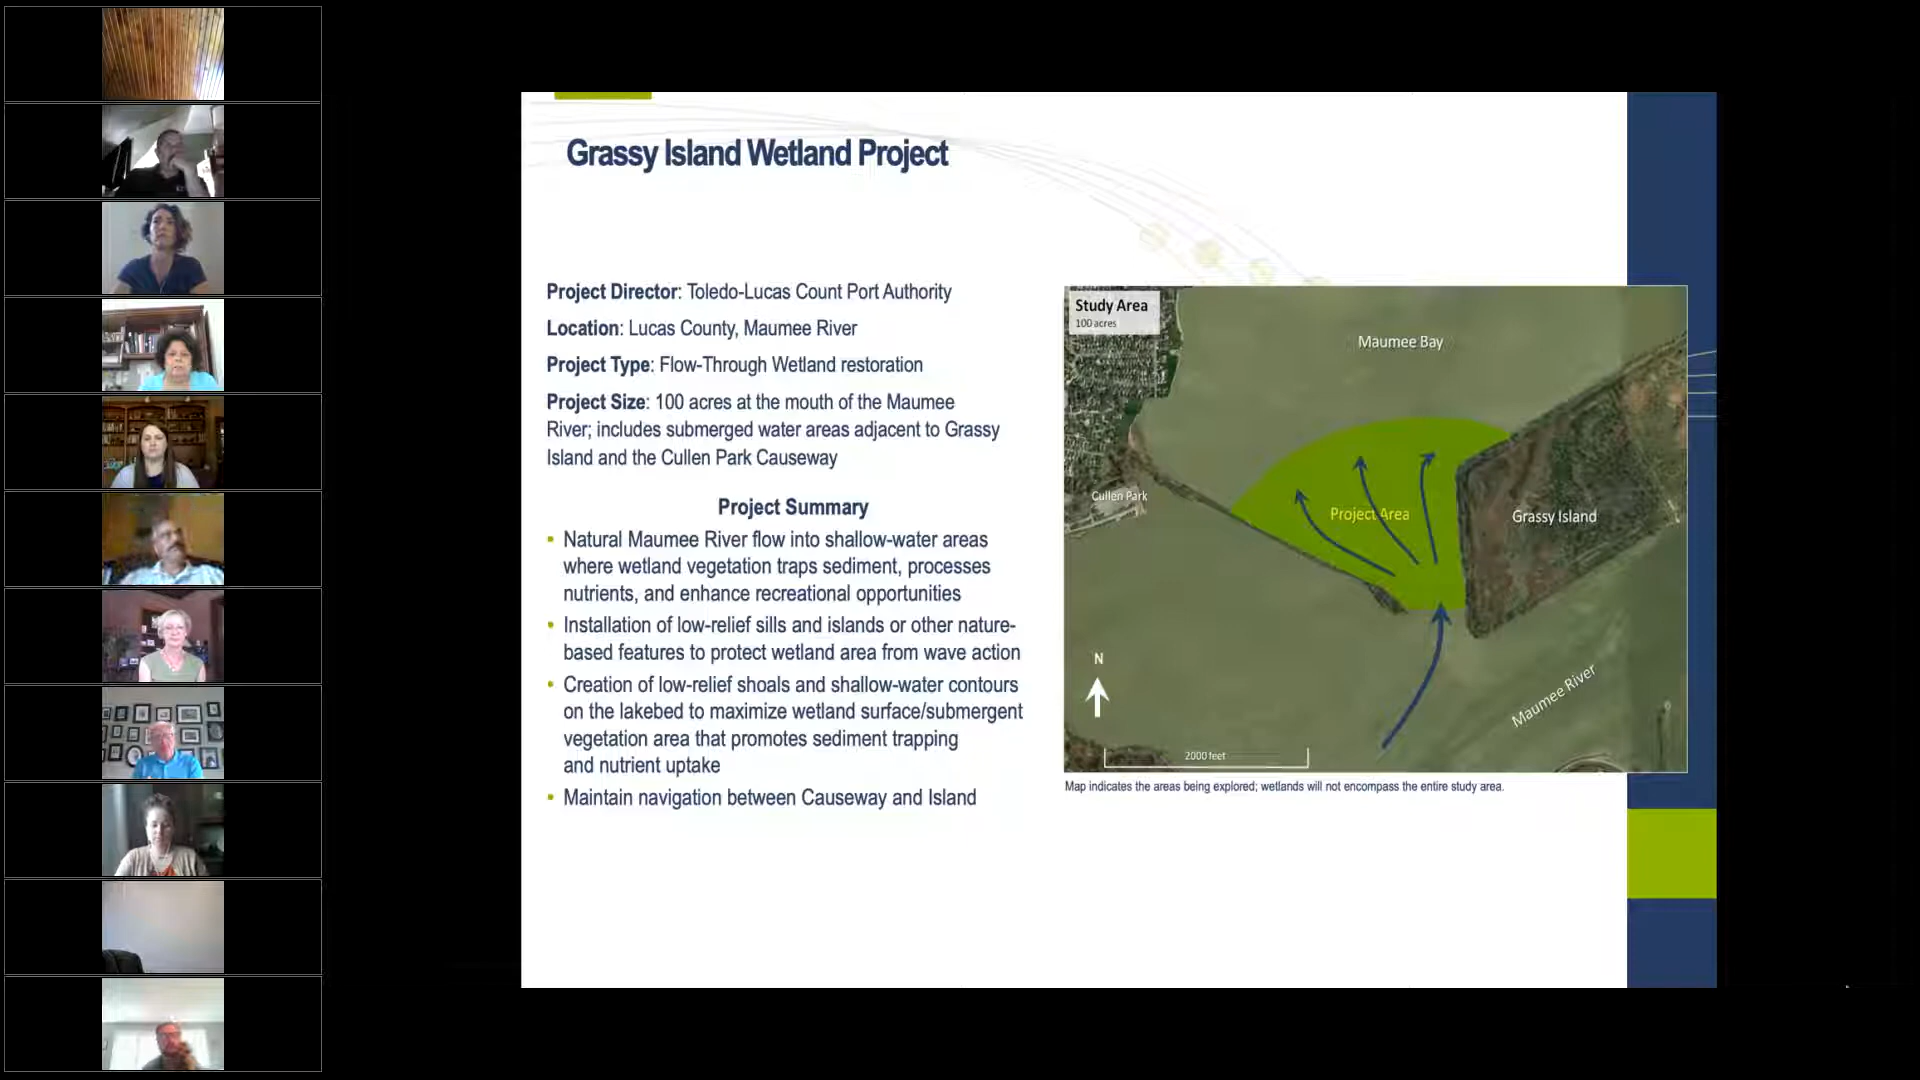 Grassy Island Wetland Project
Project Director: Toledo-Lucas Count Port Authority
Location: Lucas County, Maumee River
Project Type: Flow-Through Wetland restoration
Project Size: 100 acres at the mouth of the Maumee
River; includes submerged water areas adjacent to Grassy
Island and the Cullen Park Causeway
Project Summary
• Natural Maumee River flow into shallow-water areas
where wetland vegetation traps sediment, processes
nutrients, and enhance recreational opportunities
• Installation of low-relief sills and islands or other nature-
based features to protect wetland area from wave action
• Creation of low-relief shoals and shallow-water contours
on the lakebed to maximize wetland surface/submergent
vegetation area that promotes sediment trapping
and nutrient uptake
• Maintain navigation between Causeway and Island
Study Area
100 acres
Maumee Bay
Cullen Park
Project Area
Grassy Island
N
Maumee River
2000 feet
Map indicates the areas being explored; wetlands will not encompass the entire study area.